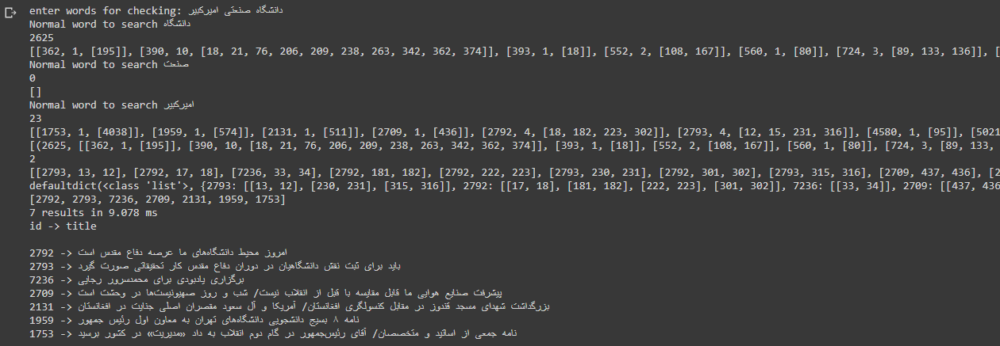 enter words for checking: دانشگاه صنعتی امیرکبیر
Normal word to search دانشگاه
2625
[[362, 1, [195]], [390, 10, [18, 21, 76, 206, 209, 238, 263, 342, 362, 374]], [393, 1, [18]], [552, 2, [108, 167]], [560, 1, [80]], [724, 3, [89, 133, 136]], [
Normal word to search صنعت
0
[]
Normal word to search امیرکبیر
23
[[1753, 1, [4038]], [1959, 1, [574]], [2131, 1, [511]], [2709, 1, [436]], [2792, 4, [18, 182, 223, 302]], [2793, 4, [12, 15, 231, 316]], [4580, 1, [95]], [5021
[(2625, [[362, 1, [195]], [390, 10, [18, 21, 76, 206, 209, 238, 263, 342, 362, 374]], [393, 1, [18]], [552, 2, [108, 167]], [560, 1, [80]], [724, 3, [89, 133,
2
[[2793, 13, 12], [2792, 17, 18], [7236, 33, 34], [2792, 181, 182], [2792, 222, 223], [2793, 230, 231], [2792, 301, 302], [2793, 315, 316], [2709, 437, 436], [2
defaultdict(<class 'list'>, {2793: [[13, 12], [230, 231], [315, 316]], 2792: [[17, 18], [181, 182], [222, 223], [301, 302]], 7236: [[33, 34]], 2709: [[437, 436
[2792, 2793, 7236, 2709, 2131, 1959, 1753]
7 results in 9.078 ms
id -> title
2792 -> امروز محیط دانشگاه‌های ما عرصه دفاع مقدس است
2793 -> باید برای ثبت نقش دانشگاهیان در دوران دفاع مقدس کار تحقیقاتی صورت گیرد
7236 -> برگزاری یادبودی برای محمدسرور رجایی
2709 -> پیشرفت صنایع هوایی ما قابل مقایسه با قبل از انقلاب نیست/ شب و روز صهیونیست‌ها در وحشت است
2131 -> بزرگداشت شهدای مسجد قندوز در مقابل کنسولگری افغانستان/ آمریکا و آل سعود مقصران اصلی جنایت در افغانستان
1959 -> نامه ۸ بسیج دانشجویی دانشگاه‌های تهران به معاون اول رئیس جمهور
1753 -> نامه جمعی از اساتید و متخصصان/ آقای رئیس‌جمهور در گام دوم انقلاب به داد «مدیریت» در کشور برسید